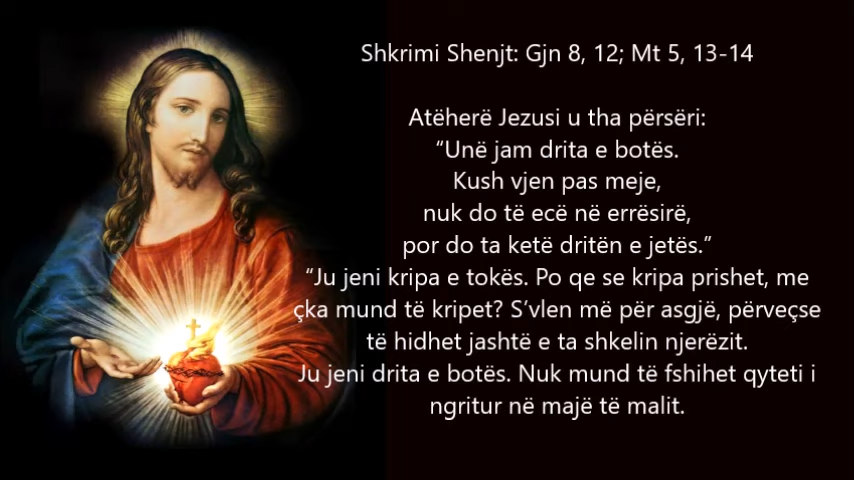 Shkrimi Shenjt: Gjn 8, 12; Mt 5, 13-14
Atëherë Jezusi u tha përsëri:
“Unë jam drita e botës.
Kush vjen pas meje,
nuk do të ecë në errësirë,
por do ta ketë dritën e jetës.”
“Ju jeni kripa e tokës. Po qe se kripa prishet, me
çka mund të kripet? S’vlen më për asgjë, përveçse
të hidhet jashtë e ta shkelin njerëzit.
Ju jeni drita e botës. Nuk mund të fshihet qyteti i
ngritur në majë të malit.